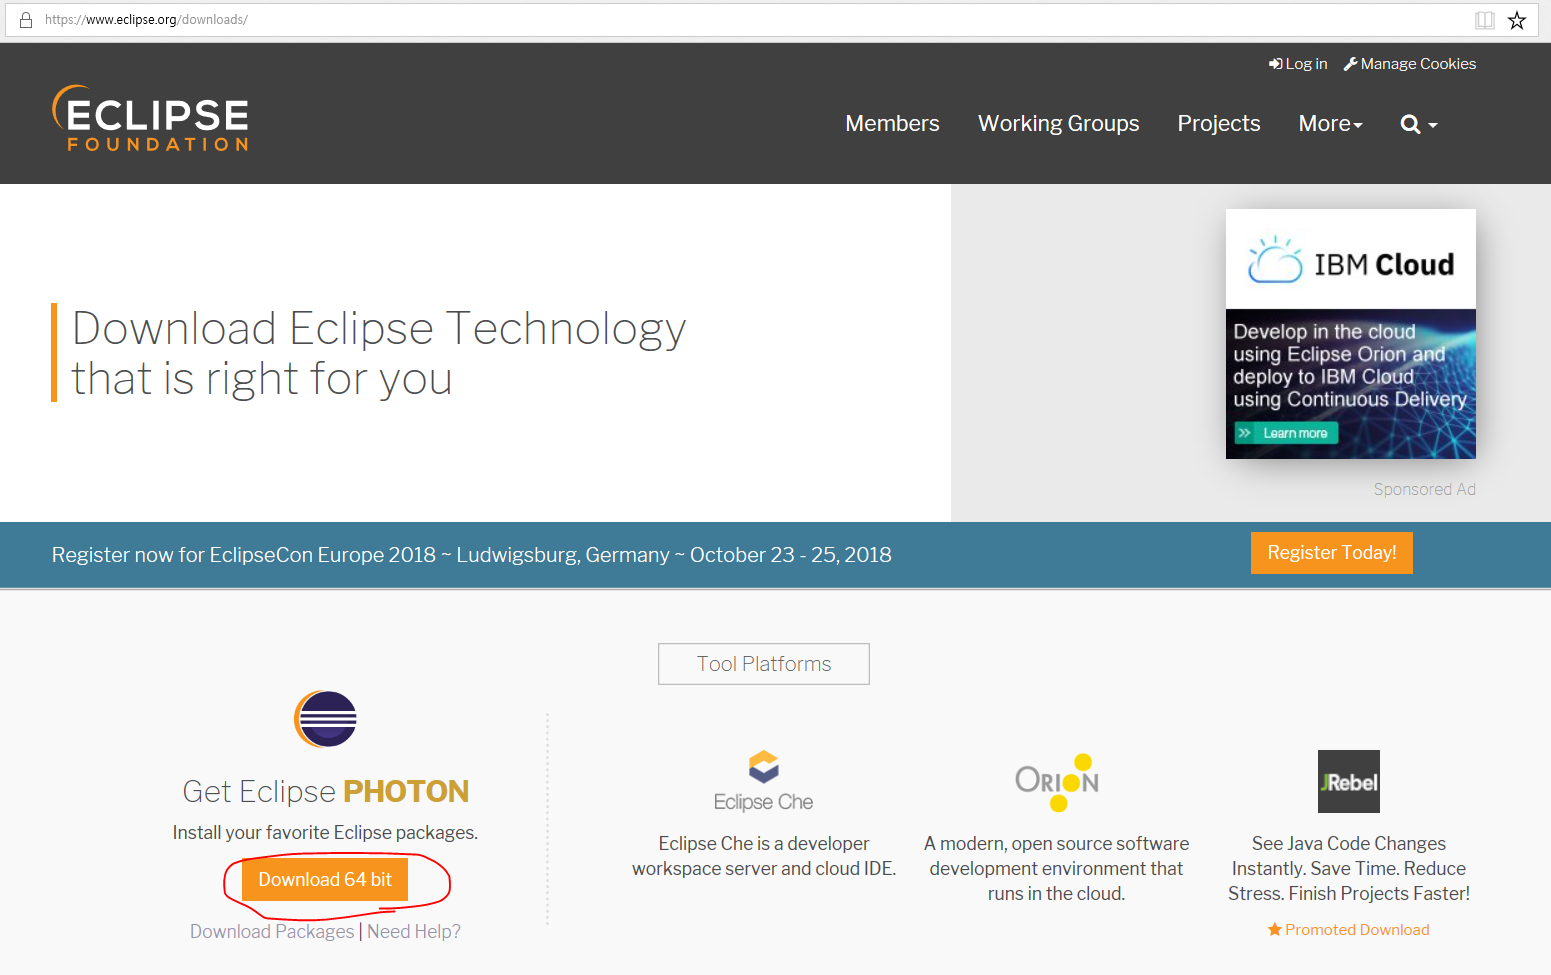 https://www.eclipse.org/downloads/
Log in Manage Cookies
ECLIPSE
FOUNDATION
Members Working Groups Projects More
Download Eclipse Technology
that is right for you
IBM Cloud
Develop in the cloud
using Eclipse Orion and
deploy to IBM Cloud
using Continuous Delivery
Learn more
Sponsored Ad
Register now for EclipseCon Europe 2018 ~ Ludwigsburg, Germany ~ October 23 - 25, 2018
Register Today!
Tool Platforms
Get Eclipse PHOTON
Install your favorite Eclipse packages.
Download 64 bit
Download Packages | Need Help?
Eclipse Che
Eclipse Che is a developer
workspace server and cloud IDE.
ORION
A modern, open source software
development environment that
runs in the cloud.
JRebel
See Java Code Changes
Instantly. Save Time. Reduce
Stress. Finish Projects Faster!
Promoted Download